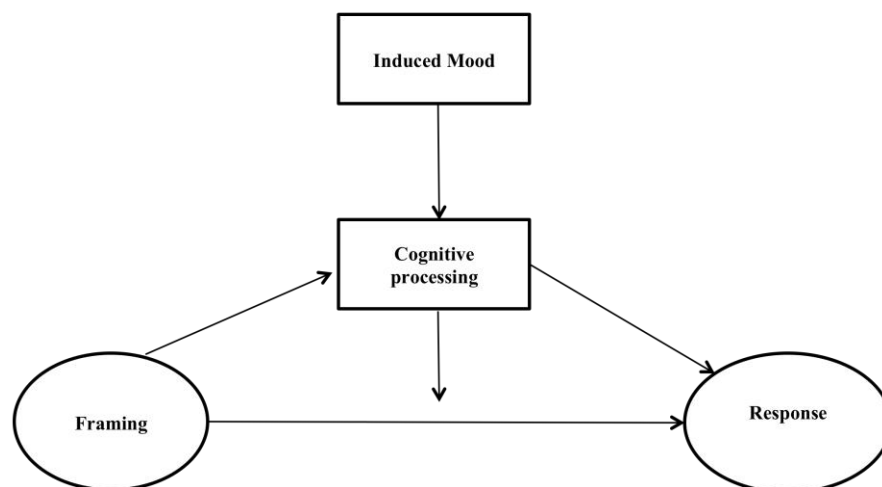 Induced Mood
Cognitive
processing
Framing
Response